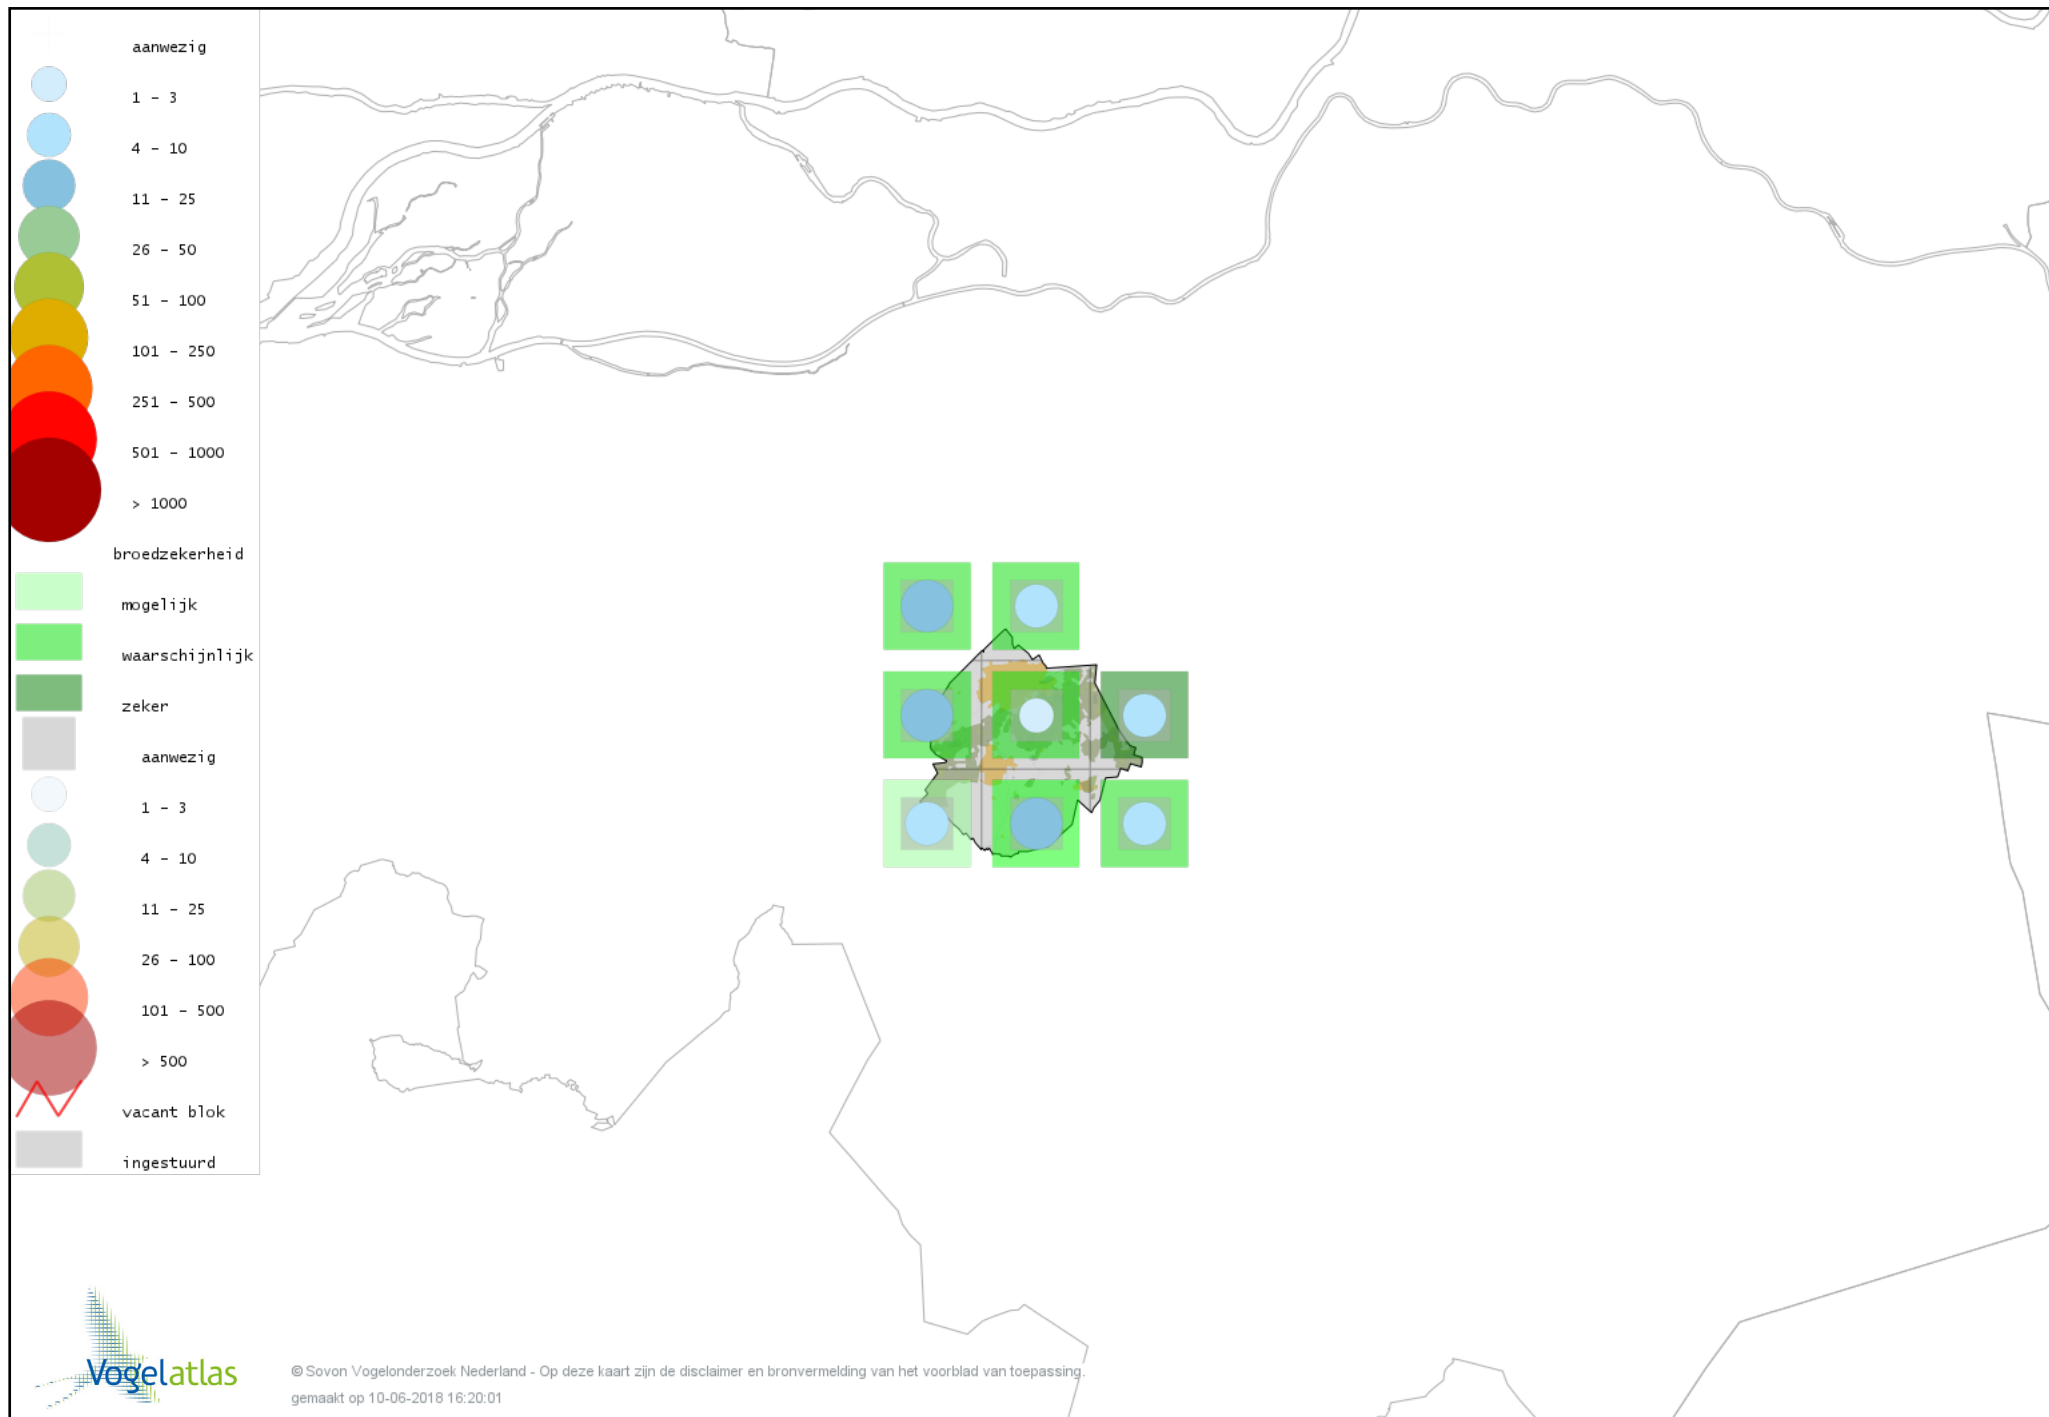 aanwezig
1 - 3
4 - 10
11 - 25
26 - 50
51 - 100
101 - 250
251 - 500
501 - 1000
> 1000
broedzekerheid
mogelijk
waarschijnlijk
zeker
aanwezig
1 - 3
4 - 10
11 - 25
26 - 100
101 - 500
> 500
vacant blok
ingestuurd
Vogelatlas
© Sovon Vogelonderzoek Nederland - Op deze kaart zijn de disclaimer en bronvermelding van het voorblad van toepassing.
gemaakt op 10-06-2018 16:20:01